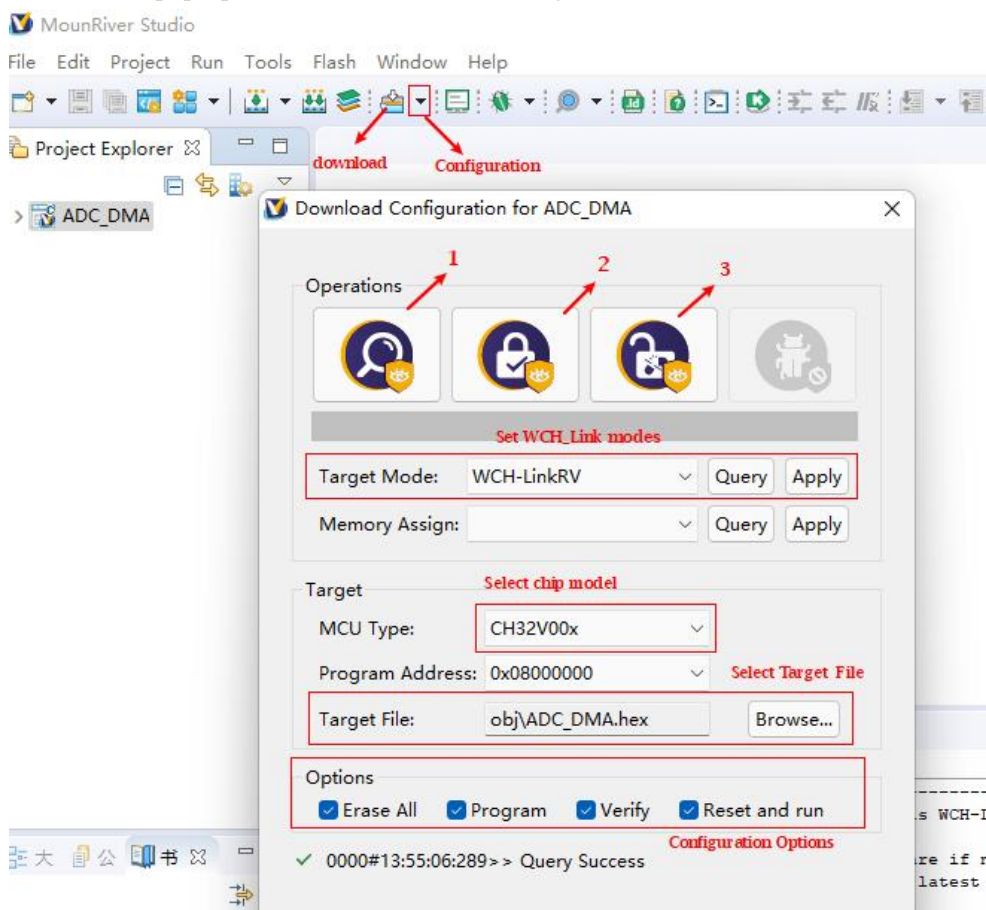 MounRiver Studio
File Edit Project Run Tools Flash Window Help
Project Explorer
download Configuration
ADC_DMA
Download Configuration for ADC_DMA
1 2 3
Operations
Set WCH_Link modes
Target Mode: WCH-LinkRV Query Apply
Memory Assign: Query Apply
Target Select chip model
MCU Type: CH32V00x
Program Address: 0x08000000 Select Target File
Target File: obj\ADC_DMA.hex Browse...
Options
Erase All Program Verify Reset and run
s WCH-
Configuration Options
大 公 书
0000#13:55:06:289>> Query Success
re if
latest